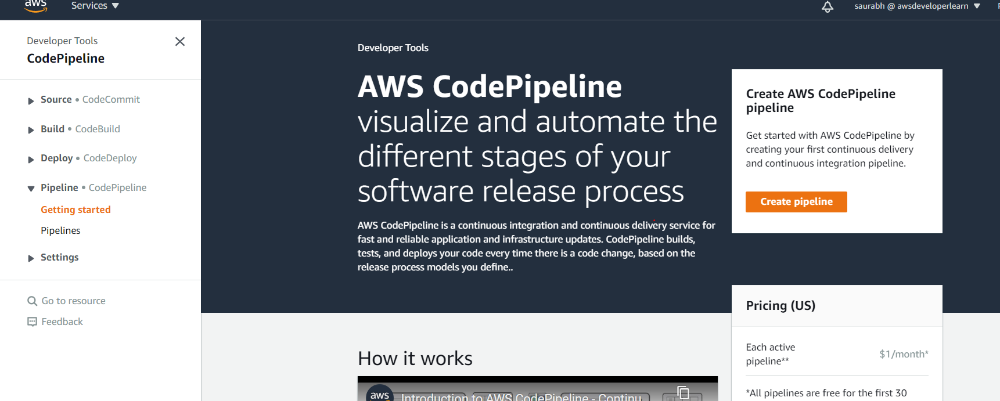 aws
Services
saurabh @ awsdeveloperlearn
Developer Tools
CodePipeline
Source • CodeCommit
Build • CodeBuild
Deploy • CodeDeploy
Pipeline • CodePipeline
Getting started
Pipelines
Settings
Go to resource
Feedback
Developer Tools
AWS CodePipeline
visualize and automate the
different stages of your
software release process
AWS CodePipeline is a continuous integration and continuous delivery service for
fast and reliable application and infrastructure updates. CodePipeline builds,
tests, and deploys your code every time there is a code change, based on the
release process models you define..
Create AWS CodePipeline
pipeline
Get started with AWS CodePipeline by
creating your first continuous delivery
and continuous integration pipeline.
Create pipeline
Pricing (US)
Each active
pipeline**
$1/month*
*All pipelines are free for the first 30
How it works
aws
Introduction to AWS CodePipeline - Continu